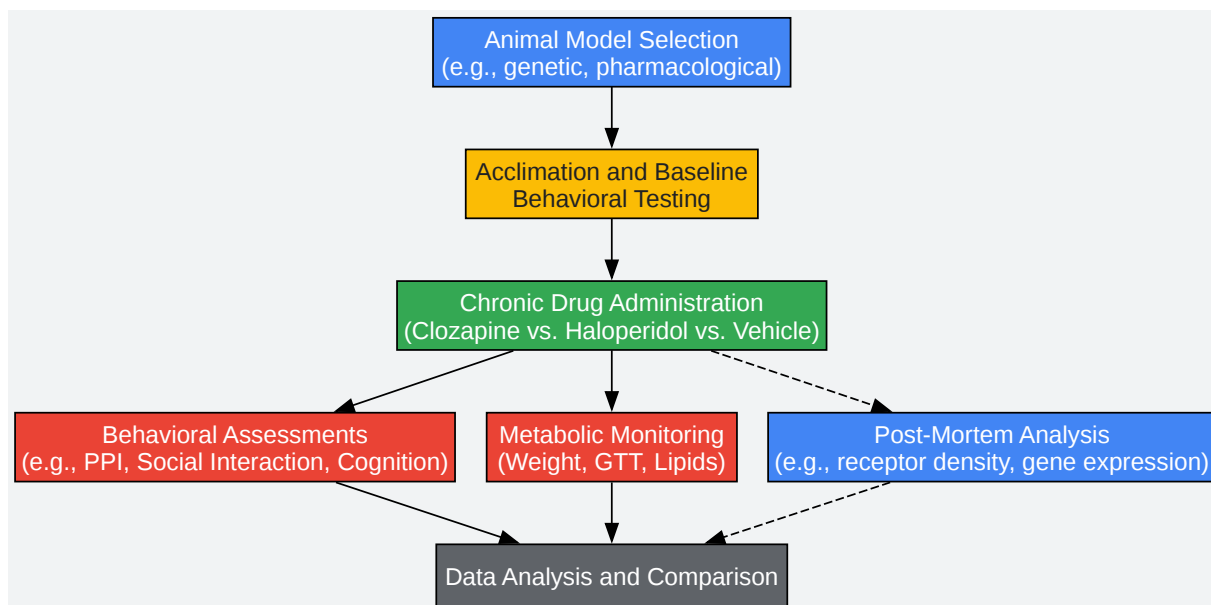 Animal Model Selection
(e.g., genetic, pharmacological)
Acclimation and Baseline
Behavioral Testing
Chronic Drug Administration
(Clozapine vs. Haloperidol vs. Vehicle)
Behavioral Assessments
(e.g., PPI, Social Interaction, Cognition)
Metabolic Monitoring
(Weight, GTT, Lipids)
Post-Mortem Analysis
(e.g., receptor density, gene expression)
Data Analysis and Comparison